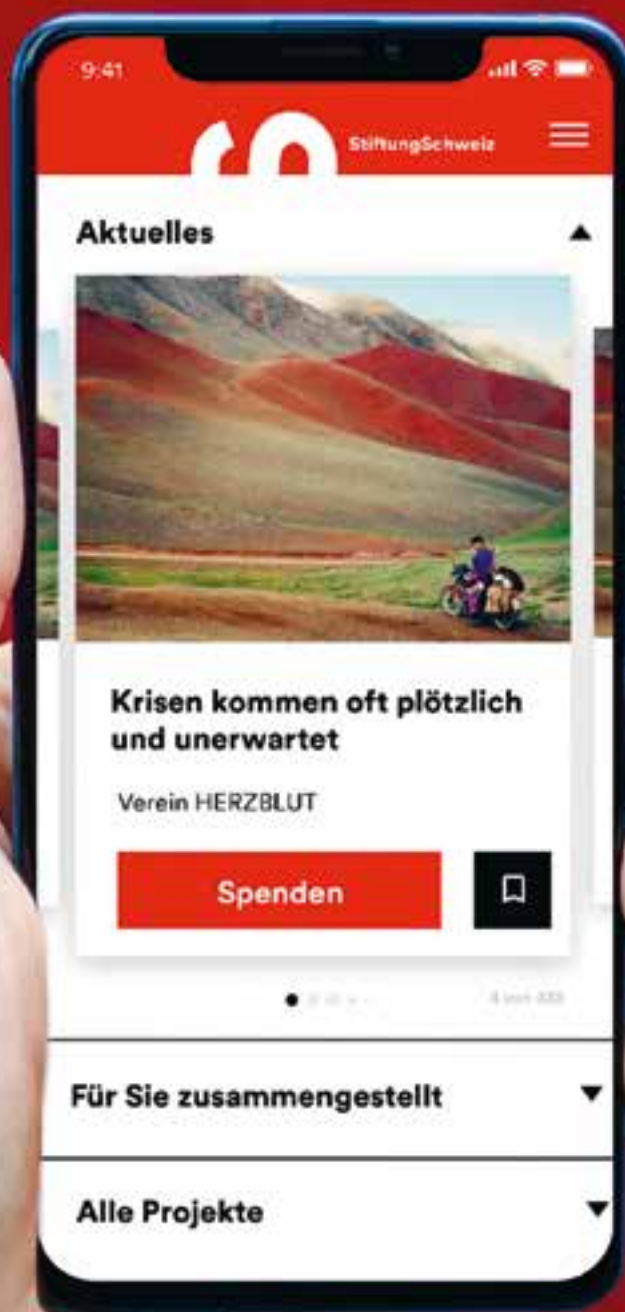 9:41
StiftungSchweiz
Aktuelles
Krisen kommen oft plötzlich
und unerwartet
Verein HERZBLUT
Spenden
Für Sie zusammengestellt
Alle Projekte